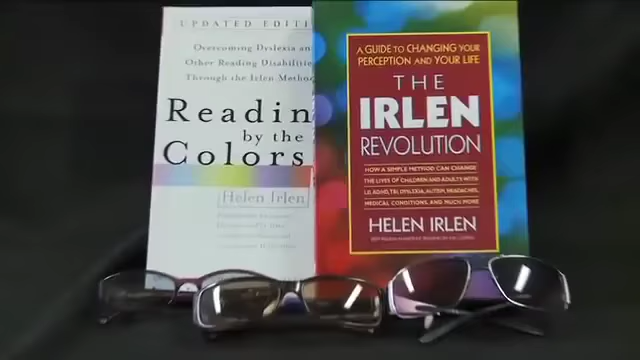 UPDATED EDITI
Overcoming Dyslexia an
Other Reading Disabilitie
Through the Irlen Metho
Readin
by the
Colors
Helen Irlen
A GUIDE TO CHANGING YOUR
PERCEPTION AND YOUR LIFE
THE
IRLEN
REVOLUTION
HOW A SIMPLE METHOD CAN CHANGE
THE LIVES OF CHILDREN AND ADULTS WITH
LD, ADHD, TBI, DYSLEXIA, AUTISM, HEADACHES,
MEDICAL CONDITIONS, AND MUCH MORE
HELEN IRLEN